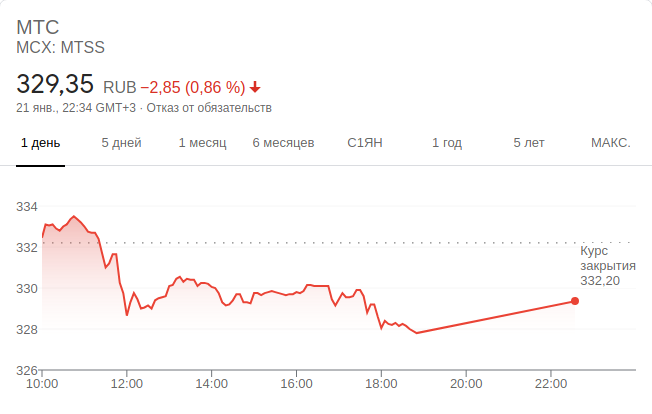 МТС
MCX: MTSS
329,35 RUB −2,85 (0,86 %)
21 янв., 22:34 GMT+3 · Отказ от обязательств
1 день 5 дней 1 месяц 6 месяцев С1ЯН 1 год 5 лет МАКС.
334
332
Курс
закрытия
332,20
330
328
326
10:00 12:00 14:00 16:00 18:00 20:00 22:00